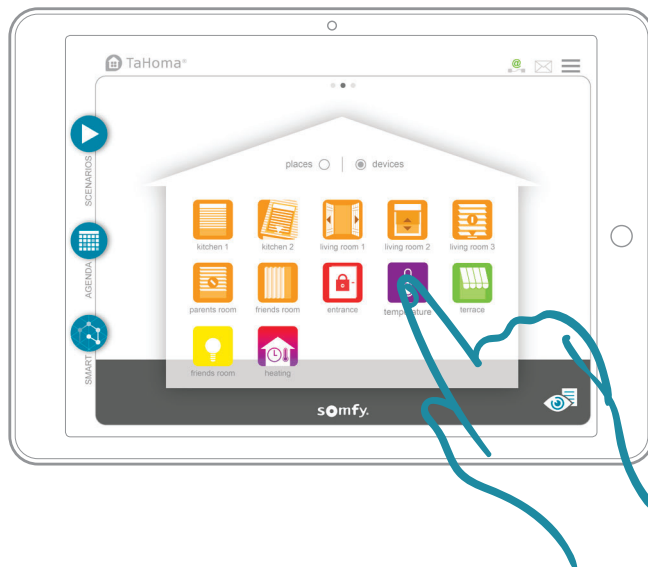 TaHoma®
@
places devices
SCENARIOS
kitchen 1 kitchen 2 living room 1 living room 2 living room 3
AGENDA
parents room friends room entrance temperature terrace
SMART
friends room heating
somfy.